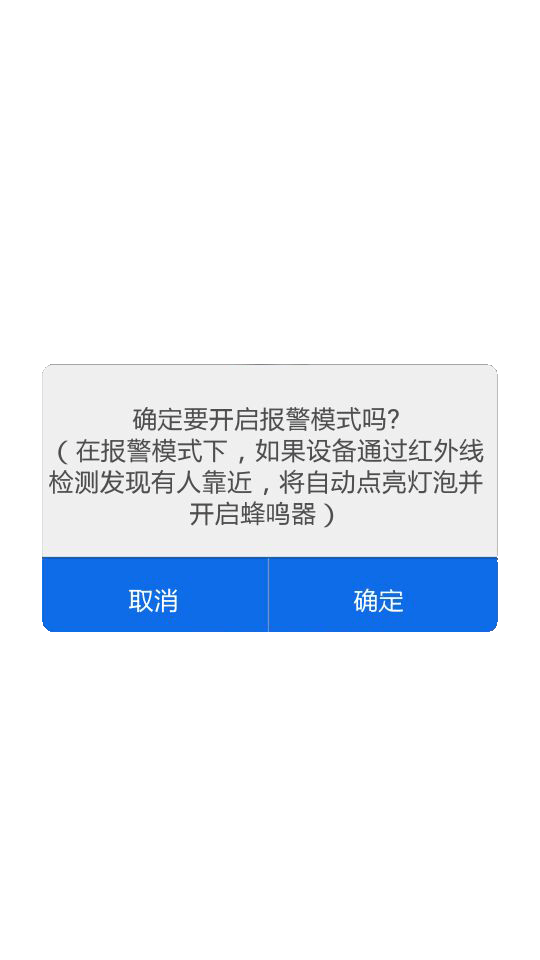 确定要开启报警模式吗?
（在报警模式下，如果设备通过红外线
检测发现有人靠近，将自动点亮灯泡并
开启蜂鸣器）
取消
确定